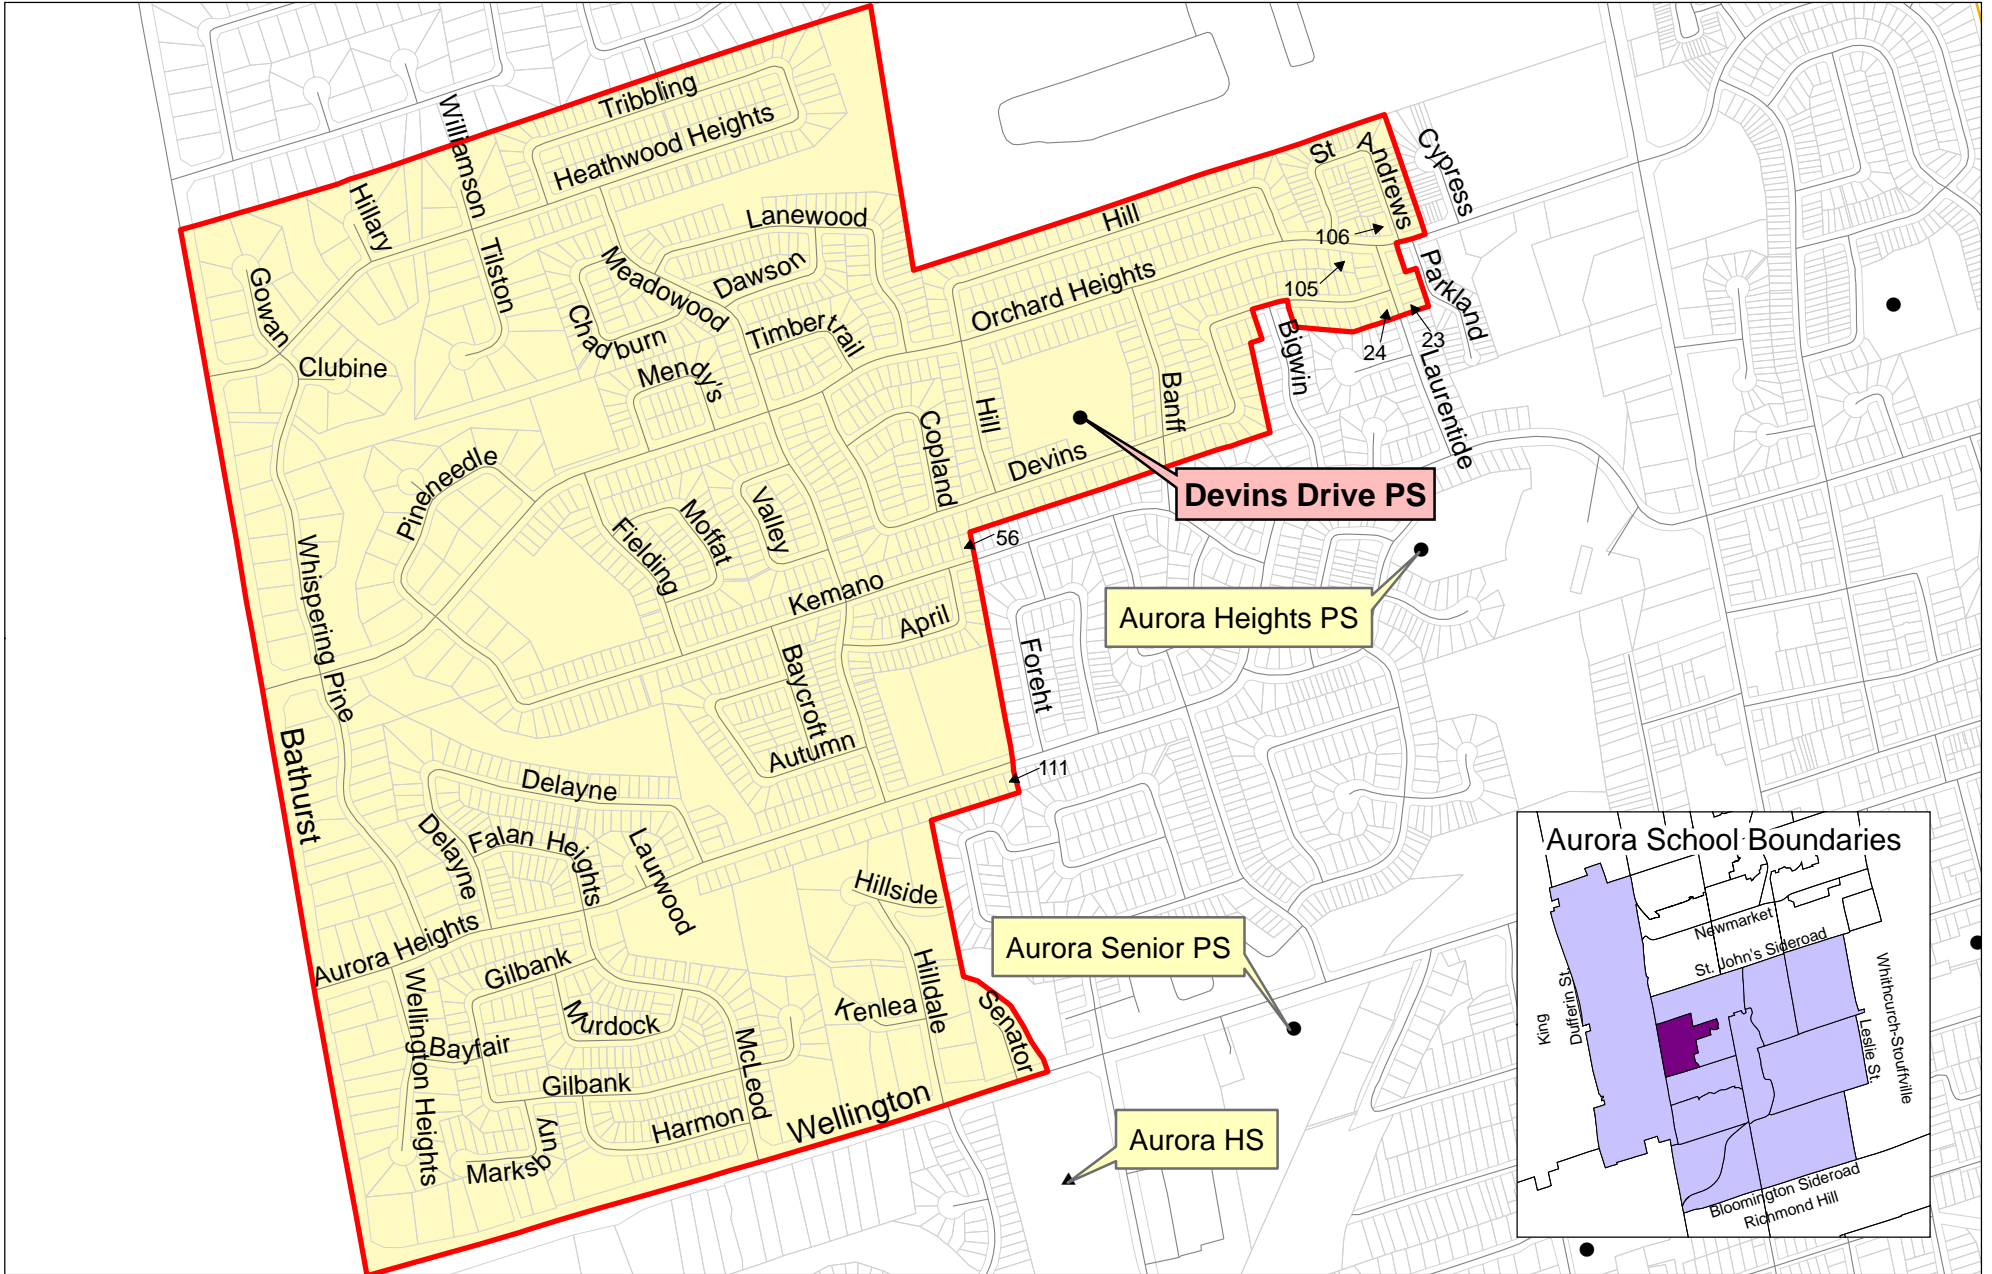 Tribbling
Heathwood Heights
Williamson
Hillary
Tilston
Gowan
Clubine
Lanewood
Meadowood
Dawson
Chadburn
Timbertrail
Mendy's
Hill
St Andrews
Cypress
106
Orchard Heights
105
Parkland
24
23
Bigwin
Laurentide
Banff
Hill
Copland
Devins
Devins Drive PS
Pineneedle
Valley
Moffat
Fielding
56
Whispering Pine
Kemano
April
Aurora Heights PS
Foreht
Baycroft
Autumn
111
Bathurst
Delayne
Delayne
Falan Heights
Laurwood
Hillside
Aurora Heights
Gilbank
Wellington Heights
Murdock
Bayfair
Gilbank
McLeod
Kenlea
Hilldale
Senator
Aurora Senior PS
Harmon
Wellington
Marksbury
Aurora HS
Aurora School Boundaries
Newmarket
St. John's Sideroad
King
Dufferin St.
Leslie St.
Whithcurch-Stouffville
Bloomington Sideroad
Richmond Hill